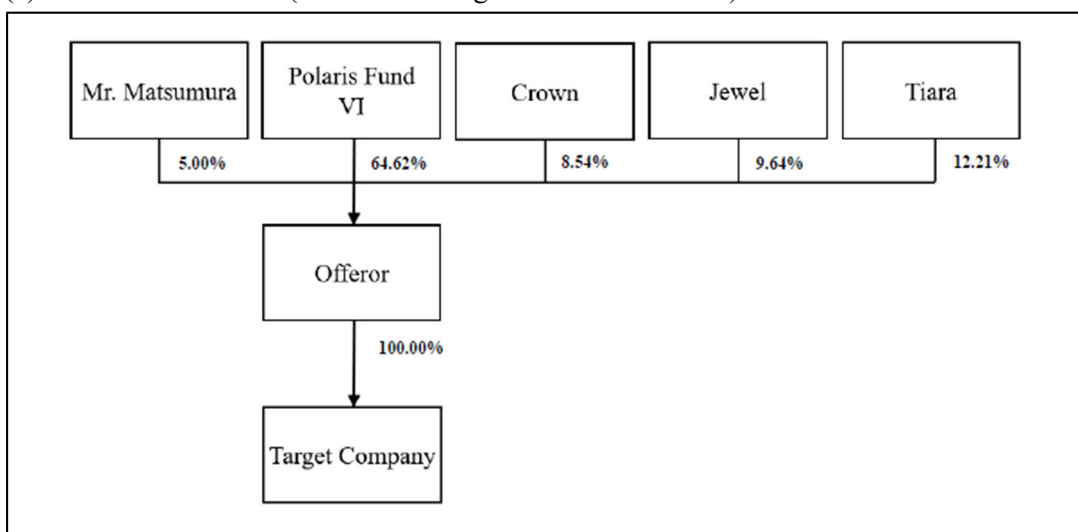 Mr. Matsumura
Polaris Fund
VI
Crown
Jewel
Tiara
5.00%
64.62%
8.54%
9.64%
12.21%
Offeror
100.00%
Target Company